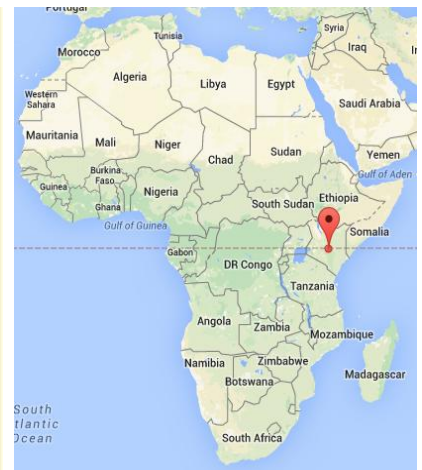 Portugal
Tunisia
Syria
Morocco
Iraq
Algeria
Libya
Egypt
Western
Sahara
Saudi Arabia
Mauritania
Mali
Niger
Chad
Sudan
Yemen
Burkina
Faso
Gulf of Aden
Guinea
Nigeria
Ethiopia
Ghana
South Sudan
Gulf of Guinea
Somalia
Gabon
DR Congo
Tanzania
Angola
Zambia
Mozambique
Namibia
Zimbabwe
Madagascar
Botswana
South
tlantic
Ocean
South Africa